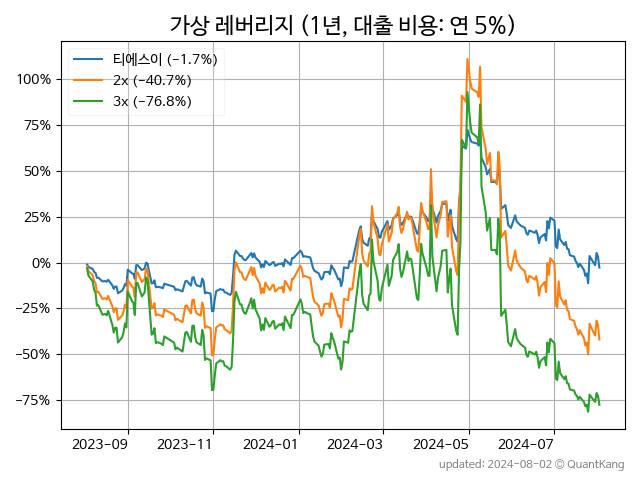 가상 레버리지 (1년, 대출 비용: 연 5%)
티에스이 (−1.7%)
2x (−40.7%)
3x (−76.8%)
100%
75%
50%
25%
0%
−25%
−50%
−75%
2023-09
2023-11
2024-01
2024-03
2024-05
2024-07
updated: 2024-08-02 © QuantKang